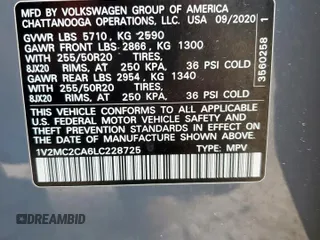 MFD BY VOLKSWAGEN GROUP OF AMERICA
CHATTANOOGA OPERATIONS, LLC. USA 09/2020
GVWR LBS 5710, KG 2590
GAWR FRONT LBS 2866, KG 1300
WITH 255/50R20 TIRES,
8JX20 RIMS, AT 250 KPA, 36 PSI COLD
GAWR REAR LBS 2954, KG 1340
WITH 255/50R20 TIRES,
8JX20 RIMS, AT 250 KPA, 36 PSI COLD
THIS VEHICLE CONFORMS TO ALL APPLICABLE
U.S. FEDERAL MOTOR VEHICLE SAFETY AND
THEFT PREVENTION STANDARDS IN EFFECT ON THE
DATE OF MANUFACTURE SHOWN ABOVE.
1V2MC2CA6LC228725 TYPE: MPV
3560258 1
DREAMBID